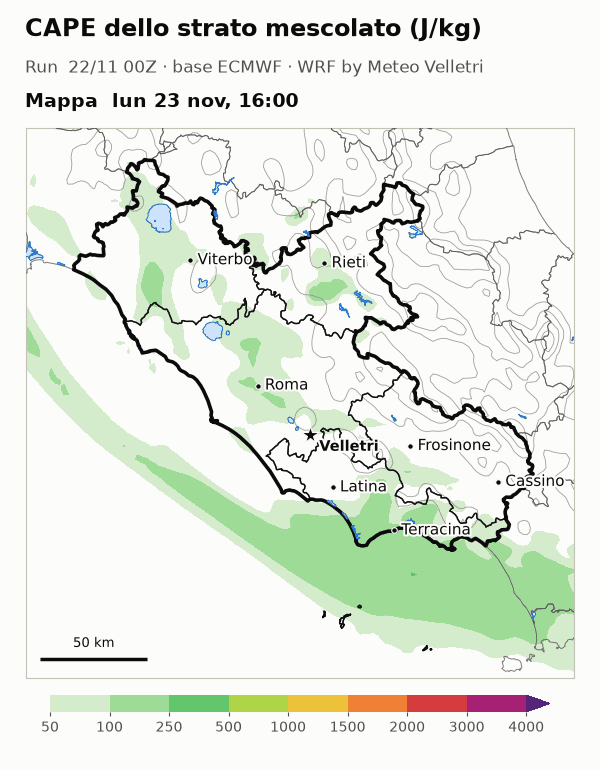 CAPE dello strato mescolato (J/kg)
Run  22/11 00Z · base ECMWF · WRF by Meteo Velletri
Mappa  lun 23 nov, 16:00
Viterbo
Rieti
Roma
Velletri
Frosinone
Cassino
Latina
Terracina
50 km
50 100 250 500 1000 1500 2000 3000 4000